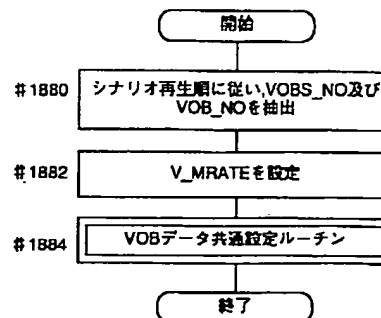 開始
#1880
シナリオ再生順に従い,VOBS_NO及び
VOB_NOを抽出
#1882
V_MRATEを設定
#1884
VOBデータ共通設定ルーチン
終了